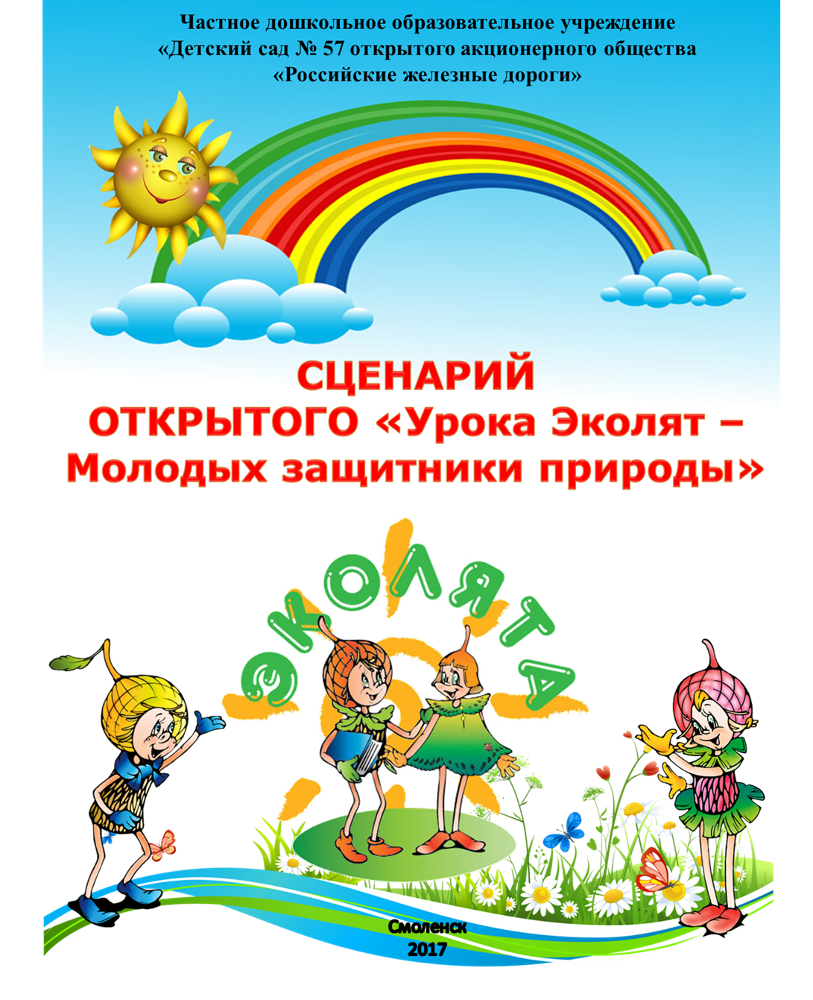 Частное дошкольное образовательное учреждение
«Детский сад № 57 открытого акционерного общества
«Российские железные дороги»
СЦЕНАРИЙ
ОТКРЫТОГО «Урока Эколят –
Молодых защитники природы»
ЭКОЛЯТА
Смоленск
2017